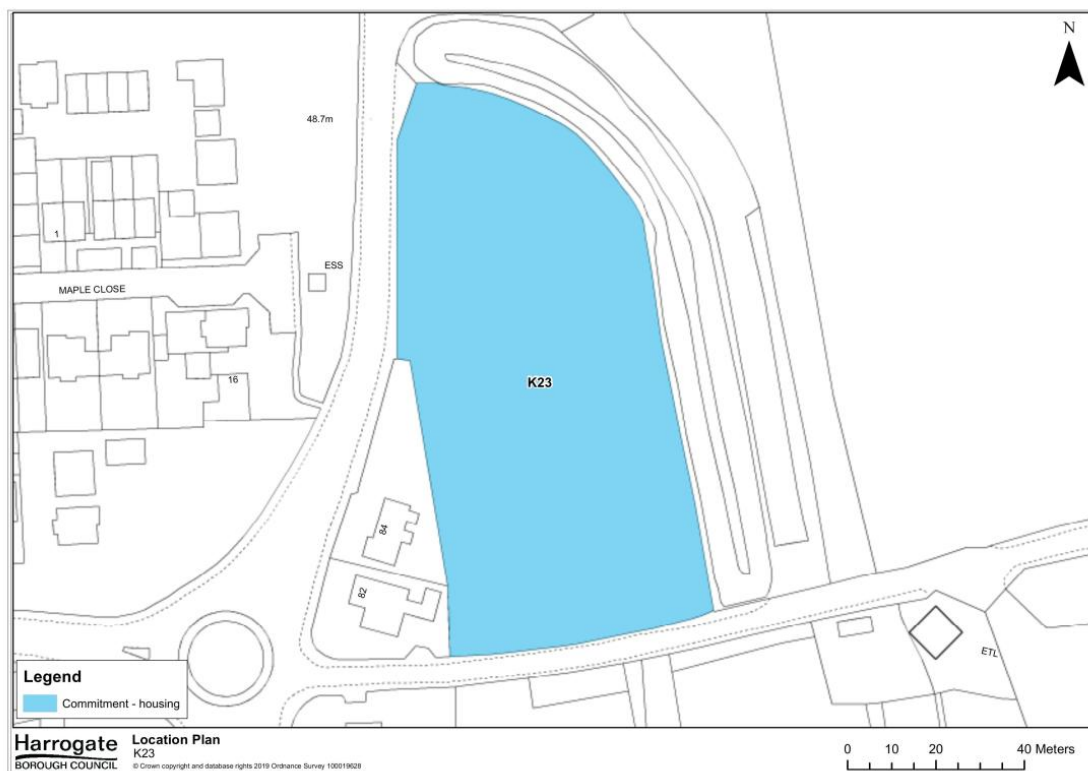 N
48.7m
1
ESS
MAPLE CLOSE
16
K23
84
82
ETL
Legend
Commitment - housing
Harrogate
BOROUGH COUNCIL
Location Plan
K23
© Crown copyright and database rights 2019 Ordnance Survey 100019628
0 10 20 40 Meters